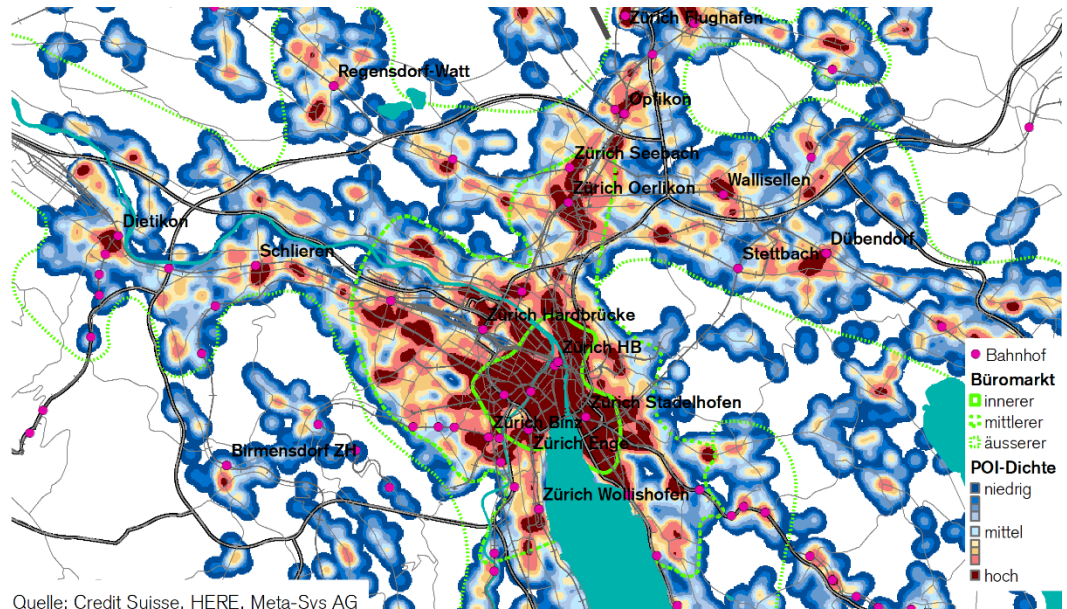 Zürich Flughafen
Regensdorf-Watt
Opfikon
Zürich Seebach
Zürich Oerlikon
Wallisellen
Dietikon
Schlieren
Dübendorf
Stettbach
Zürich Hardbrücke
Zürich HB
Zürich Stadelhofen
Zürich Binz
Zürich Enge
Birmensdorf ZH
Zürich Wollishofen
Bahnhof
Büromarkt
innerer
mittlerer
äusserer
POI-Dichte
niedrig
mittel
hoch
Quelle: Credit Suisse, HERE, Meta-Sys AG